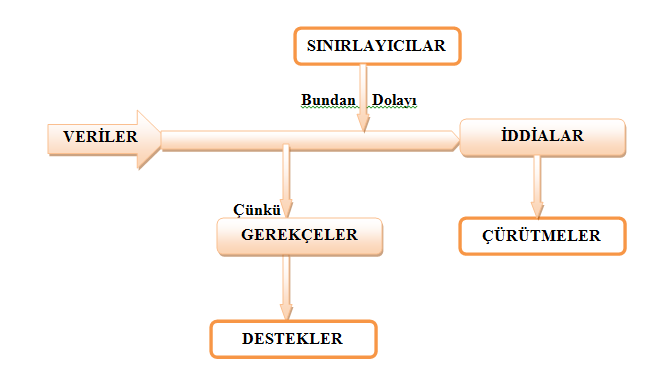 SINIRLAYICILAR
Bundan Dolayı
VERİLER
İDDİALAR
Çünkü
GEREKÇELER
ÇÜRÜTMELER
DESTEKLER